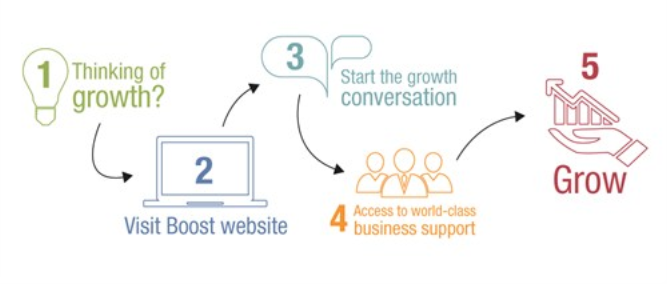 1
Thinking of
growth?
2
Visit Boost website
3
Start the growth
conversation
4
Access to world-class
business support
5
Grow